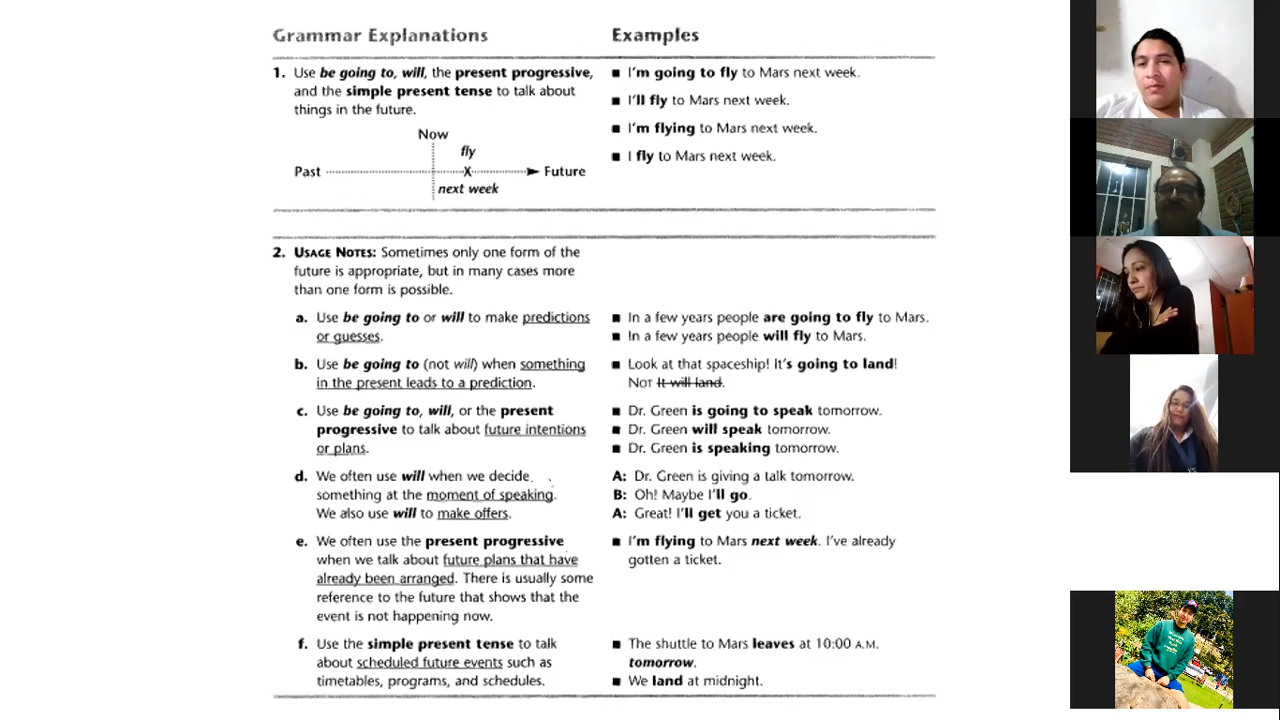 Grammar Explanations
Examples
1. Use be going to, will, the present progressive,
and the simple present tense to talk about
things in the future.
Now
fly
Past
Future
next week
■ I'm going to fly to Mars next week.
■ I'll fly to Mars next week.
■ I'm flying to Mars next week.
■ I fly to Mars next week.
2. USAGE NOTES: Sometimes only one form of the
future is appropriate, but in many cases more
than one form is possible.
a. Use be going to or will to make predictions
or guesses.
■ In a few years people are going to fly to Mars.
■ In a few years people will fly to Mars.
b. Use be going to (not will) when something
in the present leads to a prediction.
■ Look at that spaceship! It's going to land!
NOT It will land.
c. Use be going to, will, or the present
progressive to talk about future intentions
or plans.
■ Dr. Green is going to speak tomorrow.
■ Dr. Green will speak tomorrow.
■ Dr. Green is speaking tomorrow.
d. We often use will when we decide
something at the moment of speaking.
We also use will to make offers.
A: Dr. Green is giving a talk tomorrow.
B: Oh! Maybe I'll go.
A: Great! I'll get you a ticket.
e. We often use the present progressive
when we talk about future plans that have
already been arranged. There is usually some
reference to the future that shows that the
event is not happening now.
■ I'm flying to Mars next week. I've already
gotten a ticket.
f. Use the simple present tense to talk
about scheduled future events such as
timetables, programs, and schedules.
■ The shuttle to Mars leaves at 10:00 A.M.
tomorrow.
■ We land at midnight.